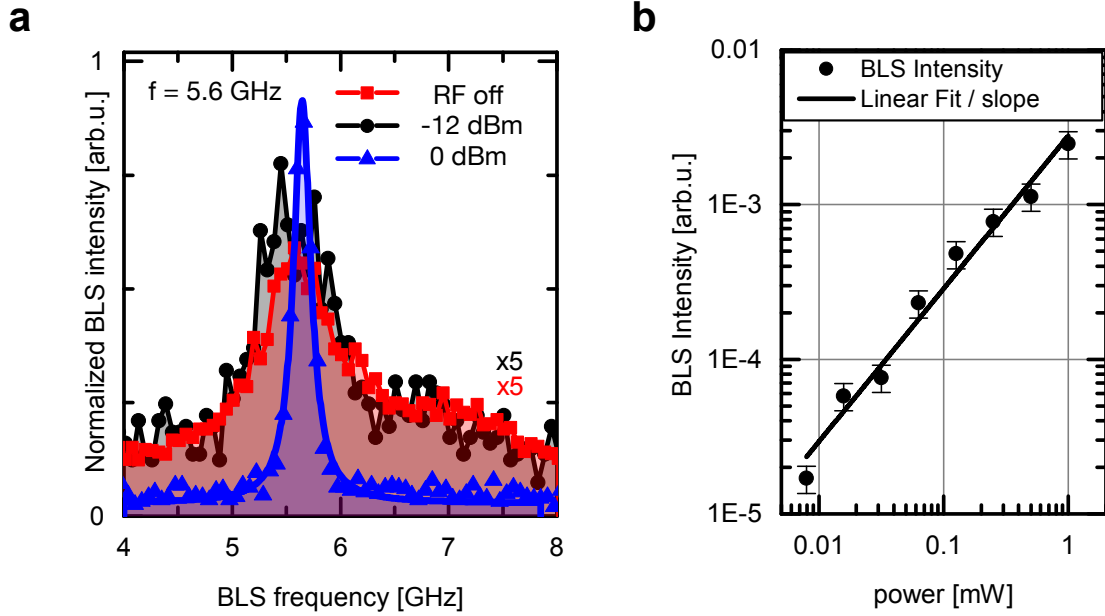 a
1
f = 5.6 GHz
RF off
-12 dBm
0 dBm
x5
x5
0
4 5 6 7 8
BLS frequency [GHz]
Normalized BLS intensity [arb.u.]
b
0.01
BLS Intensity
Linear Fit / slope
1E-3
1E-4
1E-5
0.01 0.1 1
power [mW]
BLS Intensity [arb.u.]